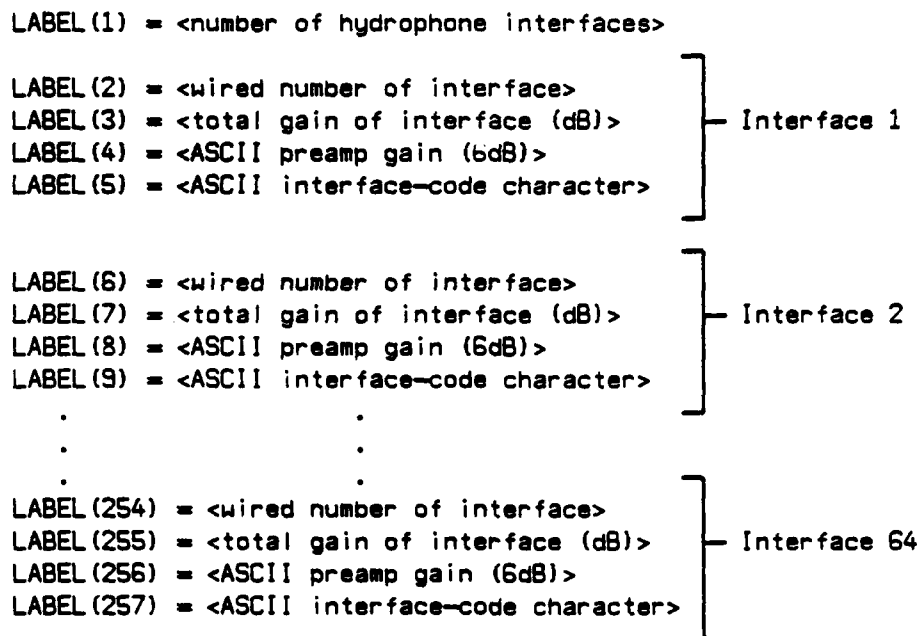 LABEL(1) = <number of hydrophone interfaces>
LABEL(2) = <wired number of interface>
LABEL(3) = <total gain of interface (dB)>
LABEL(4) = <ASCII preamp gain (6dB)>
LABEL(5) = <ASCII interface-code character>
Interface 1
LABEL(6) = <wired number of interface>
LABEL(7) = <total gain of interface (dB)>
LABEL(8) = <ASCII preamp gain (6dB)>
LABEL(9) = <ASCII interface-code character>
Interface 2
. .
. .
. .
LABEL(254) = <wired number of interface>
LABEL(255) = <total gain of interface (dB)>
LABEL(256) = <ASCII preamp gain (6dB)>
LABEL(257) = <ASCII interface-code character>
Interface 64